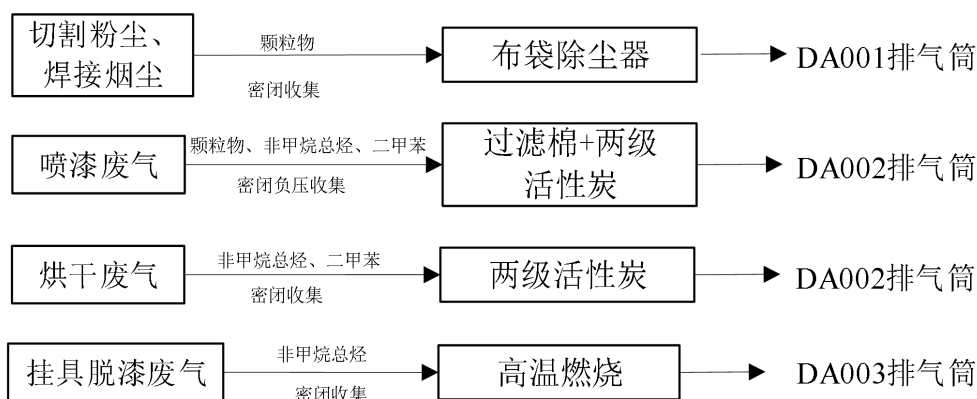 切割粉尘、
焊接烟尘
颗粒物
密闭收集
布袋除尘器
DA001排气筒
喷漆废气
颗粒物、非甲烷总烃、二甲苯
密闭负压收集
过滤棉+两级
活性炭
DA002排气筒
烘干废气
非甲烷总烃、二甲苯
密闭收集
两级活性炭
DA002排气筒
挂具脱漆废气
非甲烷总烃
密闭收集
高温燃烧
DA003排气筒